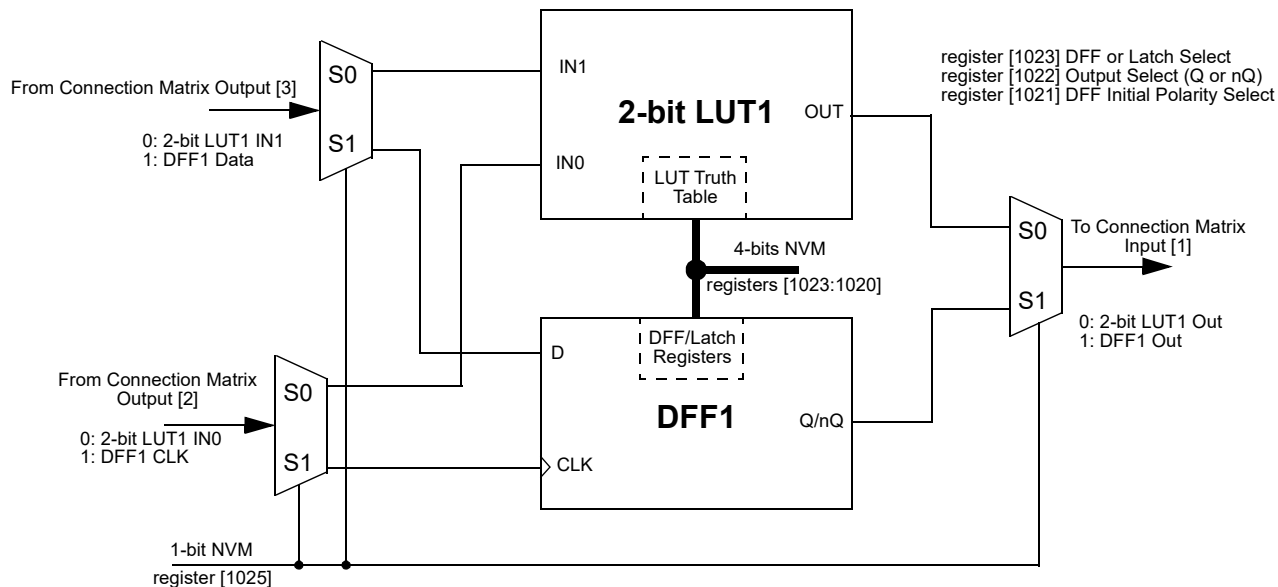 From Connection Matrix Output [3]
0: 2-bit LUT1 IN1
1: DFF1 Data
S0
S1
IN1
IN0
2-bit LUT1
OUT
LUT Truth
Table
register [1023] DFF or Latch Select
register [1022] Output Select (Q or nQ)
register [1021] DFF Initial Polarity Select
4-bits NVM
registers [1023:1020]
S0
S1
To Connection Matrix
Input [1]
0: 2-bit LUT1 Out
1: DFF1 Out
From Connection Matrix
Output [2]
0: 2-bit LUT1 IN0
1: DFF1 CLK
S0
S1
D
CLK
DFF/Latch
Registers
DFF1
Q/nQ
1-bit NVM
register [1025]